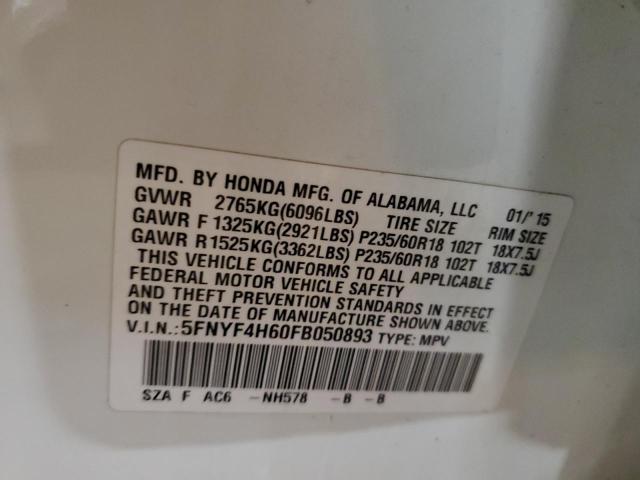 MFD. BY HONDA MFG. OF ALABAMA, LLC 01/'15
GVWR 2765KG(6096LBS) TIRE SIZE RIM SIZE
GAWR F 1325KG(2921LBS) P235/60R18 102T 18X7.5J
GAWR R 1525KG(3362LBS) P235/60R18 102T 18X7.5J
THIS VEHICLE CONFORMS TO ALL APPLICABLE
FEDERAL MOTOR VEHICLE SAFETY
AND THEFT PREVENTION STANDARDS IN EFFECT
ON THE DATE OF MANUFACTURE SHOWN ABOVE.
V.I.N.:5FNYF4H60FB050893 TYPE: MPV
SZA F AC6 -NH578 -B -B